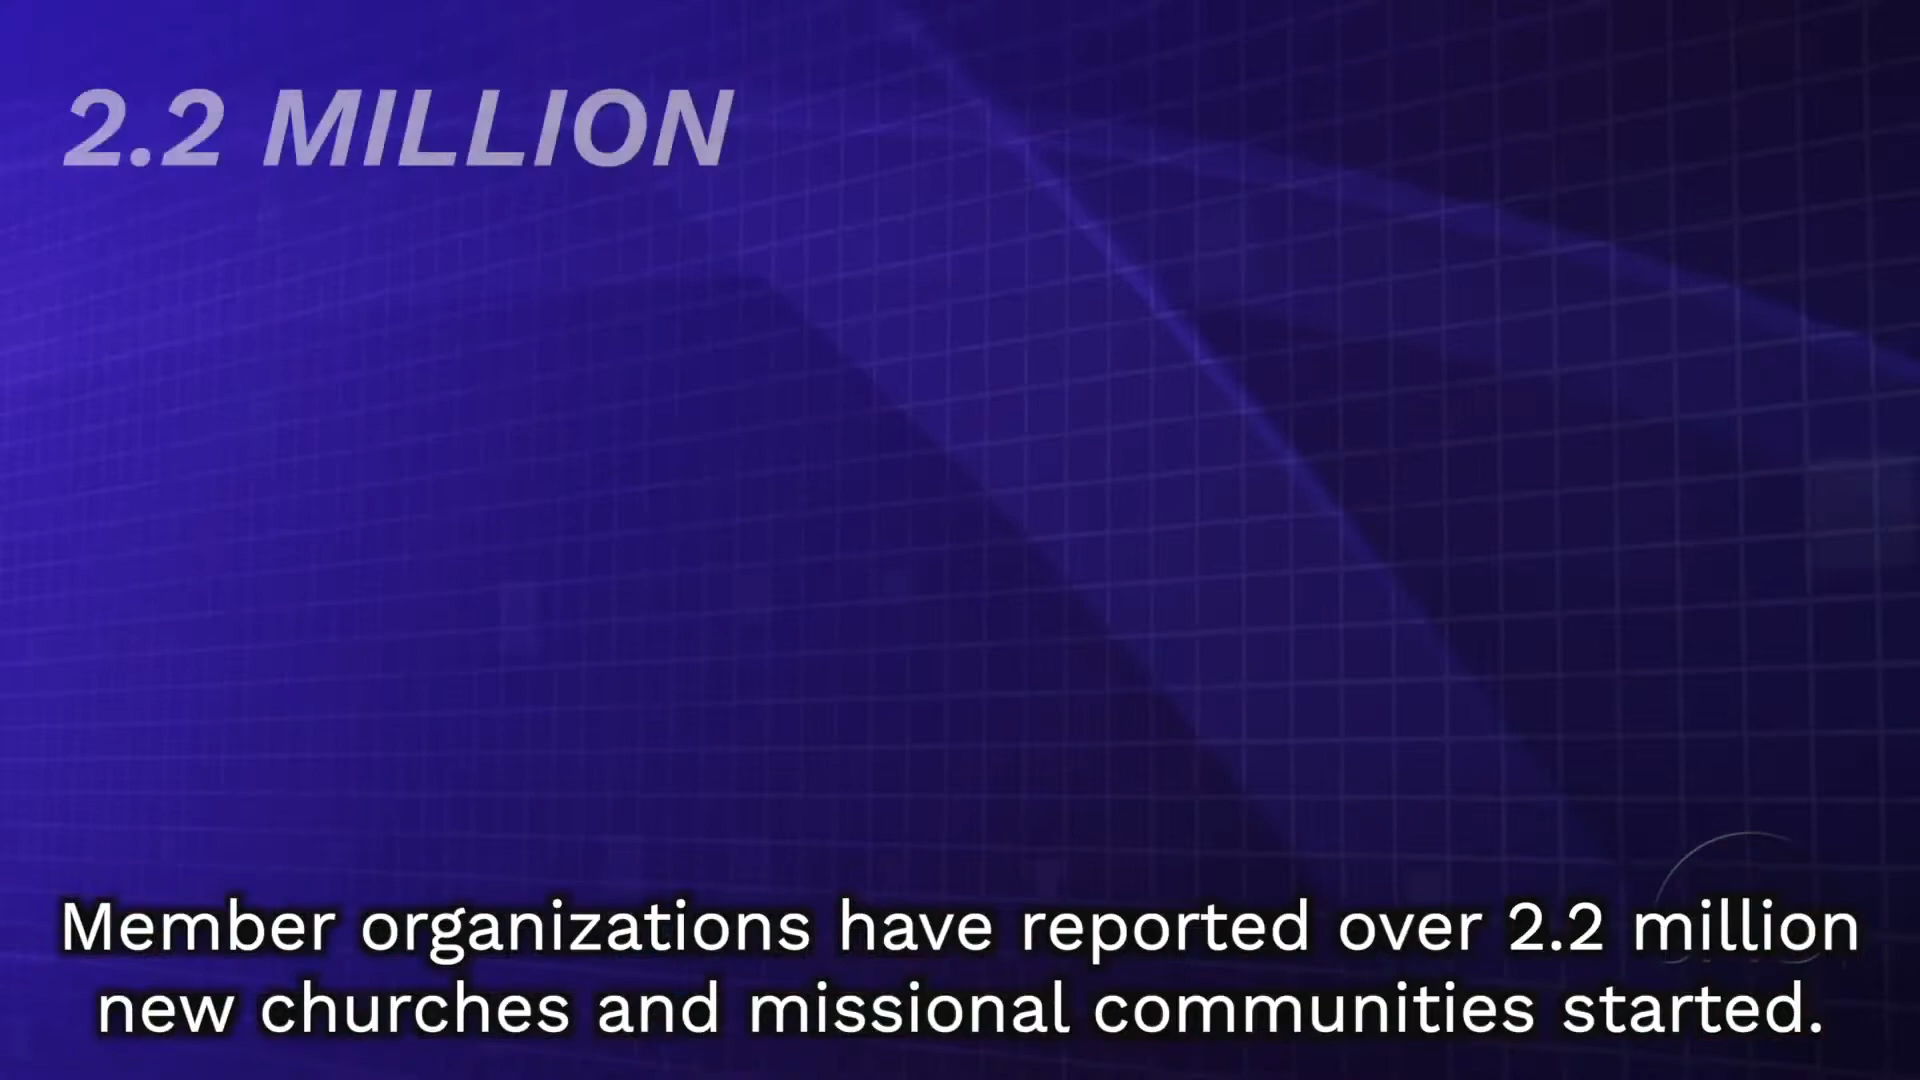 2.2 MILLION
Member organizations have reported over 2.2 million
new churches and missional communities started.